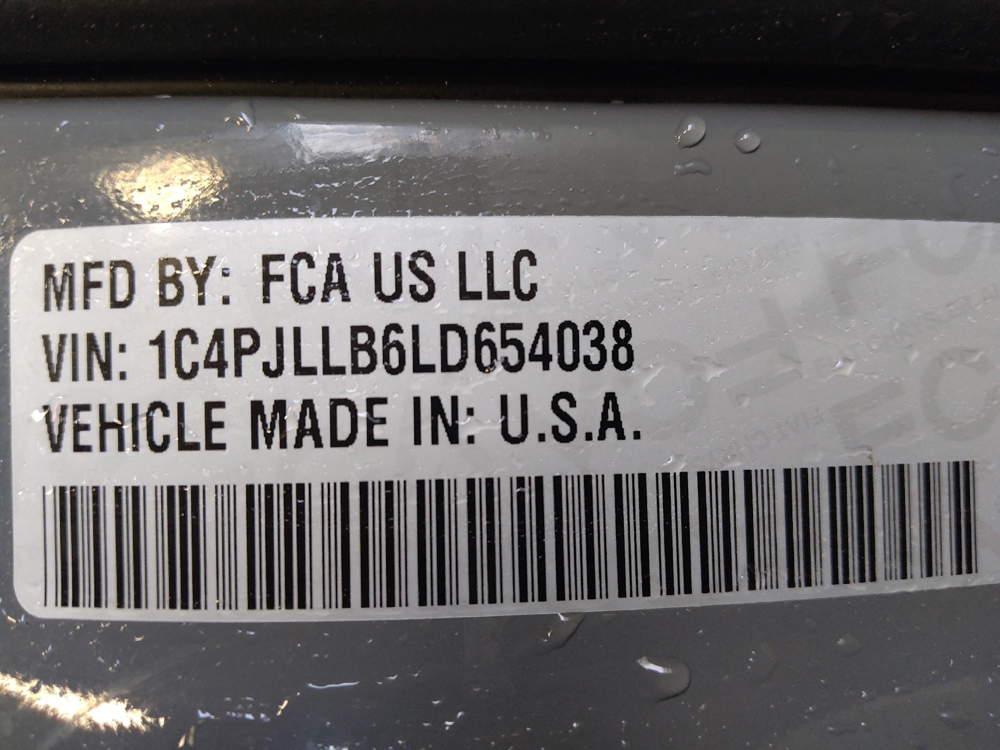 MFD BY: FCA US LLC
VIN: 1C4PJLLB6LD654038
VEHICLE MADE IN: U.S.A.